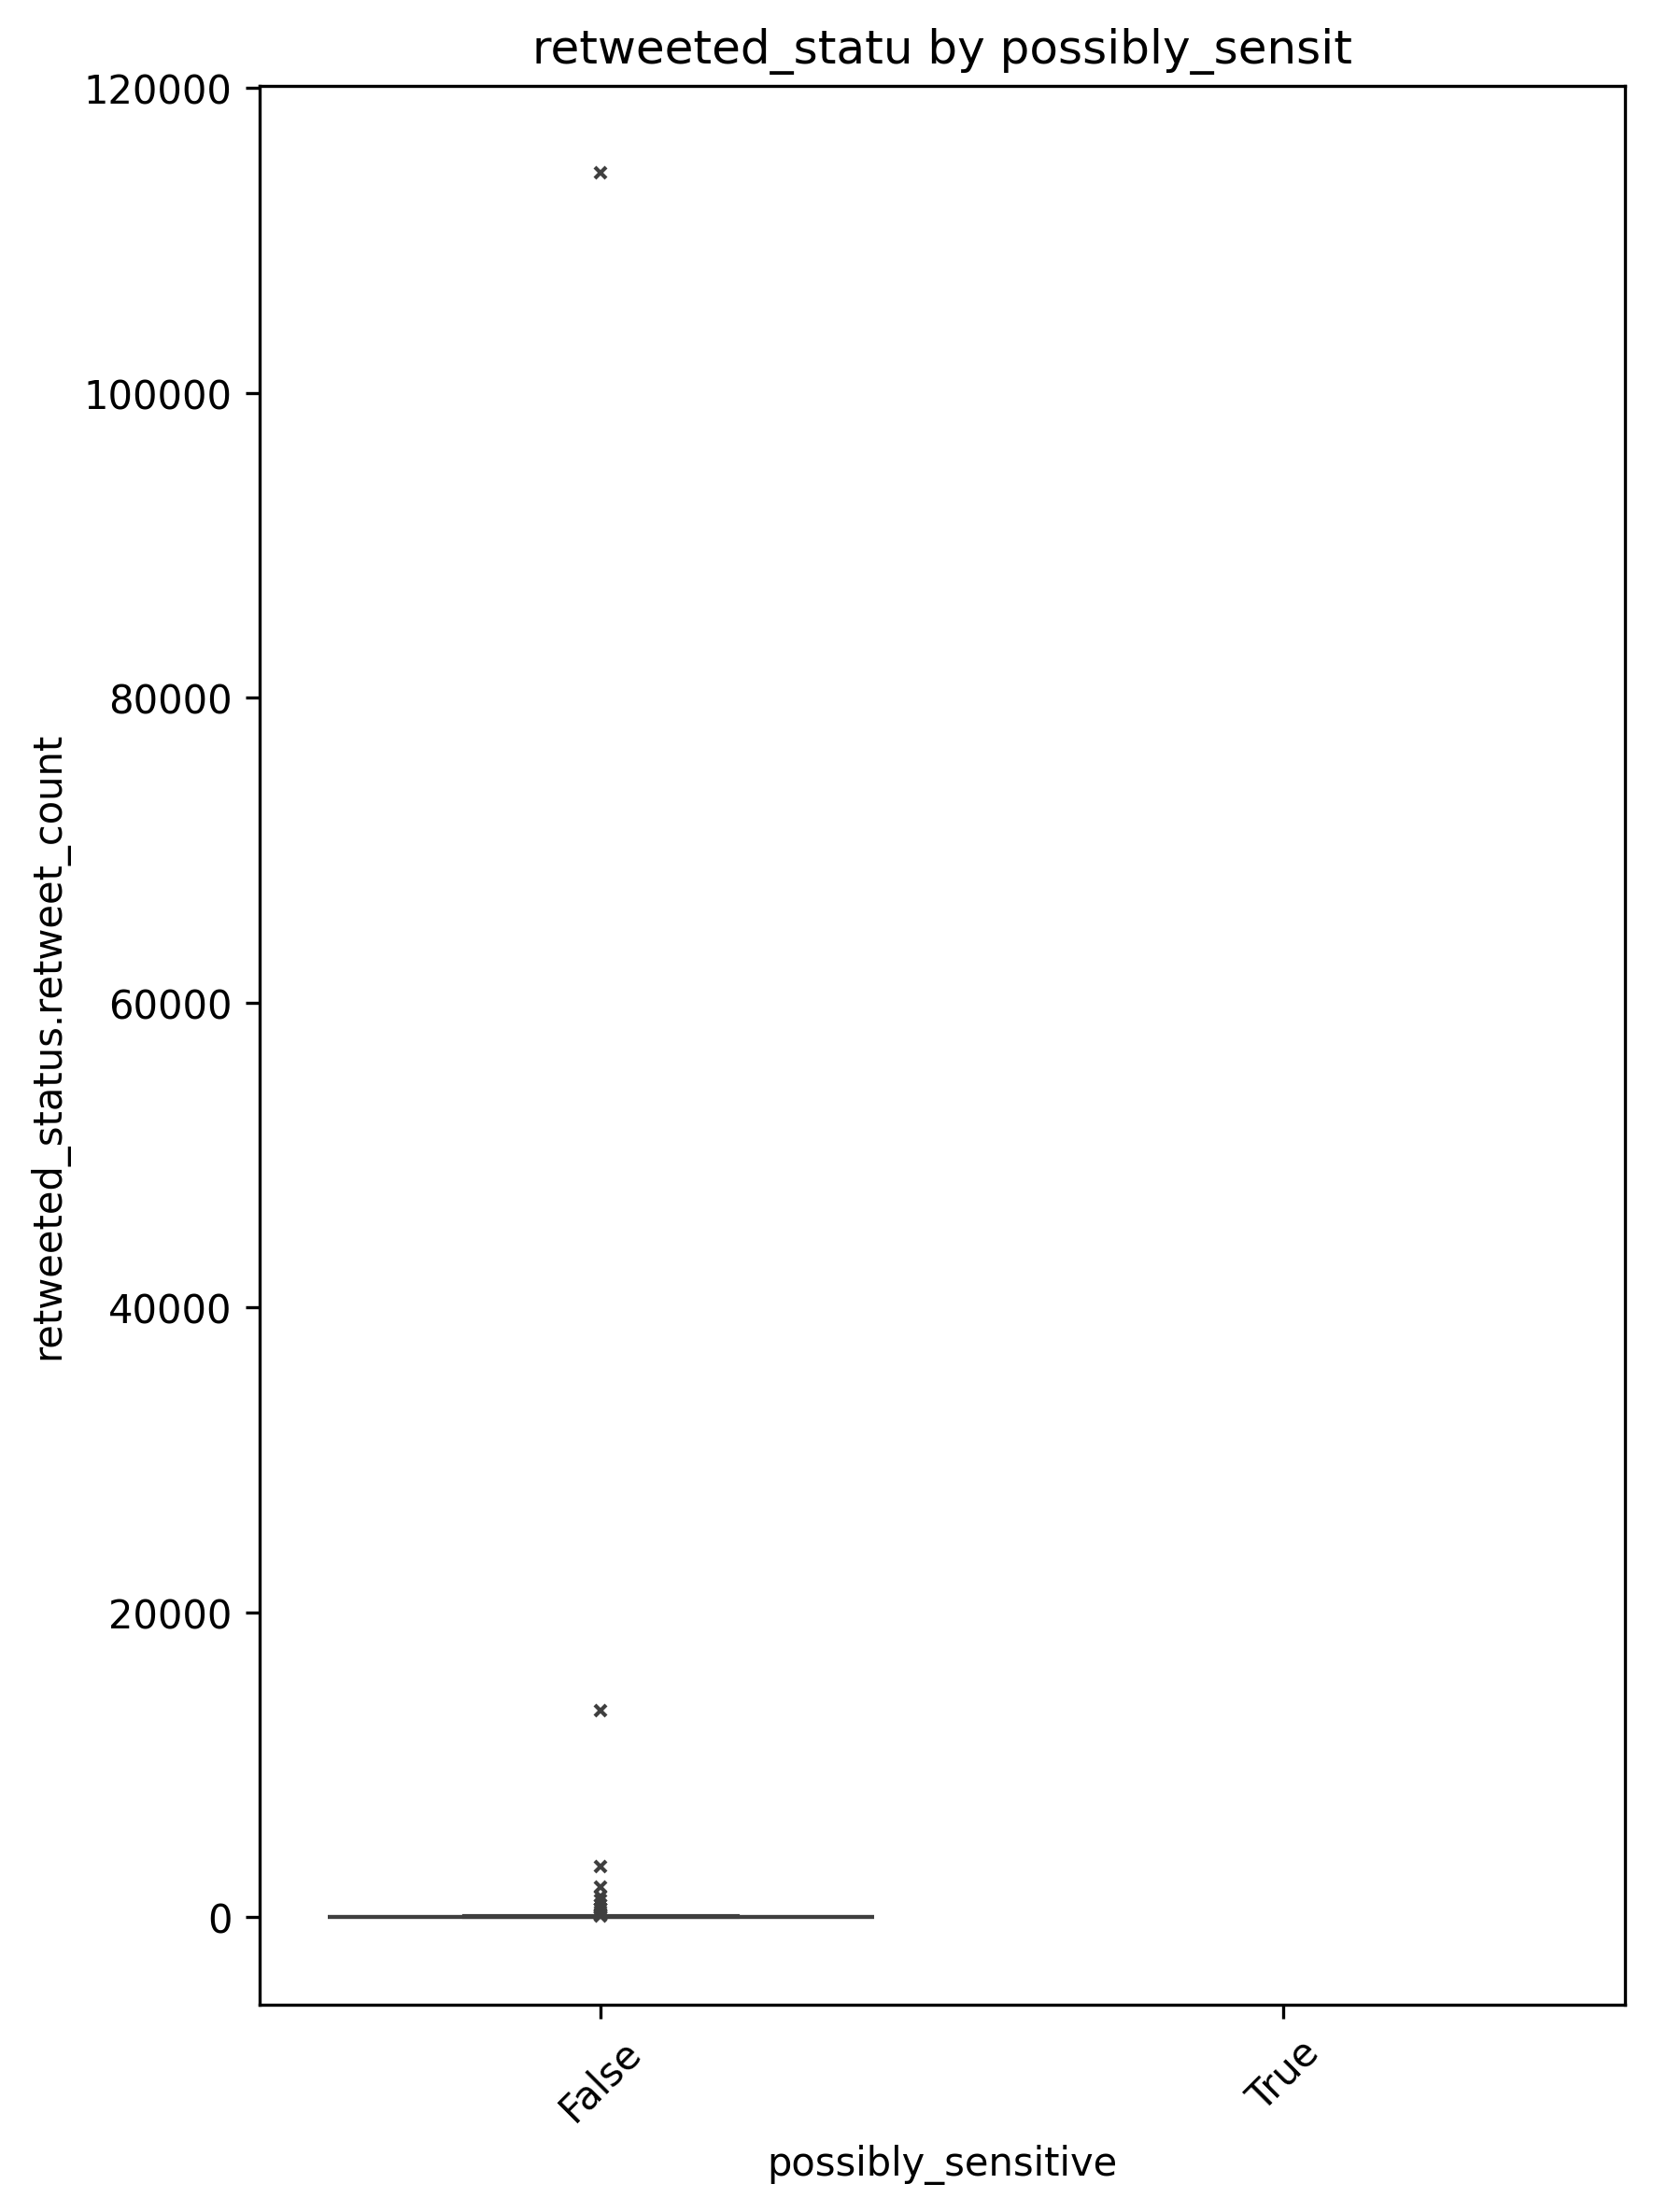 retweeted_statu by possibly_sensit
120000
100000
80000
60000
40000
20000
0
retweeted_status.retweet_count
False
True
possibly_sensitive